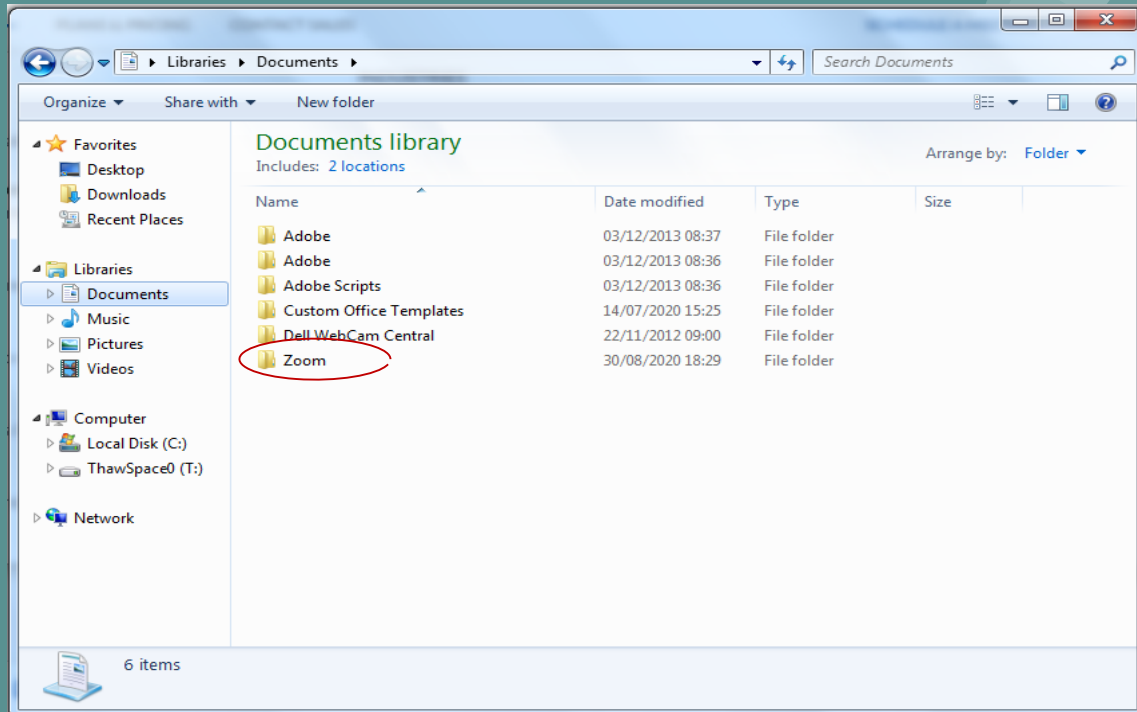 Libraries Documents
Search Documents
Organize Share with New folder
Favorites
Desktop
Downloads
Recent Places
Libraries
Documents
Music
Pictures
Videos
Computer
Local Disk (C:)
ThawSpace0 (T:)
Network
Documents library
Includes: 2 locations
Arrange by: Folder
Name Date modified Type Size
Adobe 03/12/2013 08:37 File folder
Adobe 03/12/2013 08:36 File folder
Adobe Scripts 03/12/2013 08:36 File folder
Custom Office Templates 14/07/2020 15:25 File folder
Dell WebCam Central 22/11/2012 09:00 File folder
Zoom 30/08/2020 18:29 File folder
6 items